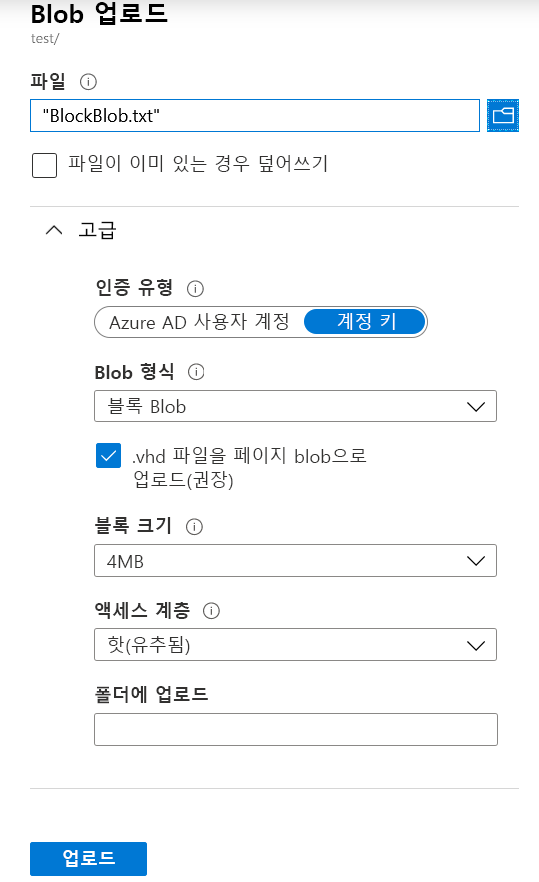 Blob 업로드
test/
파일
"BlockBlob.txt"
파일이 이미 있는 경우 덮어쓰기
고급
인증 유형
Azure AD 사용자 계정 계정 키
Blob 형식
블록 Blob
.vhd 파일을 페이지 blob으로
업로드(권장)
블록 크기
4MB
액세스 계층
핫(유추됨)
폴더에 업로드
업로드